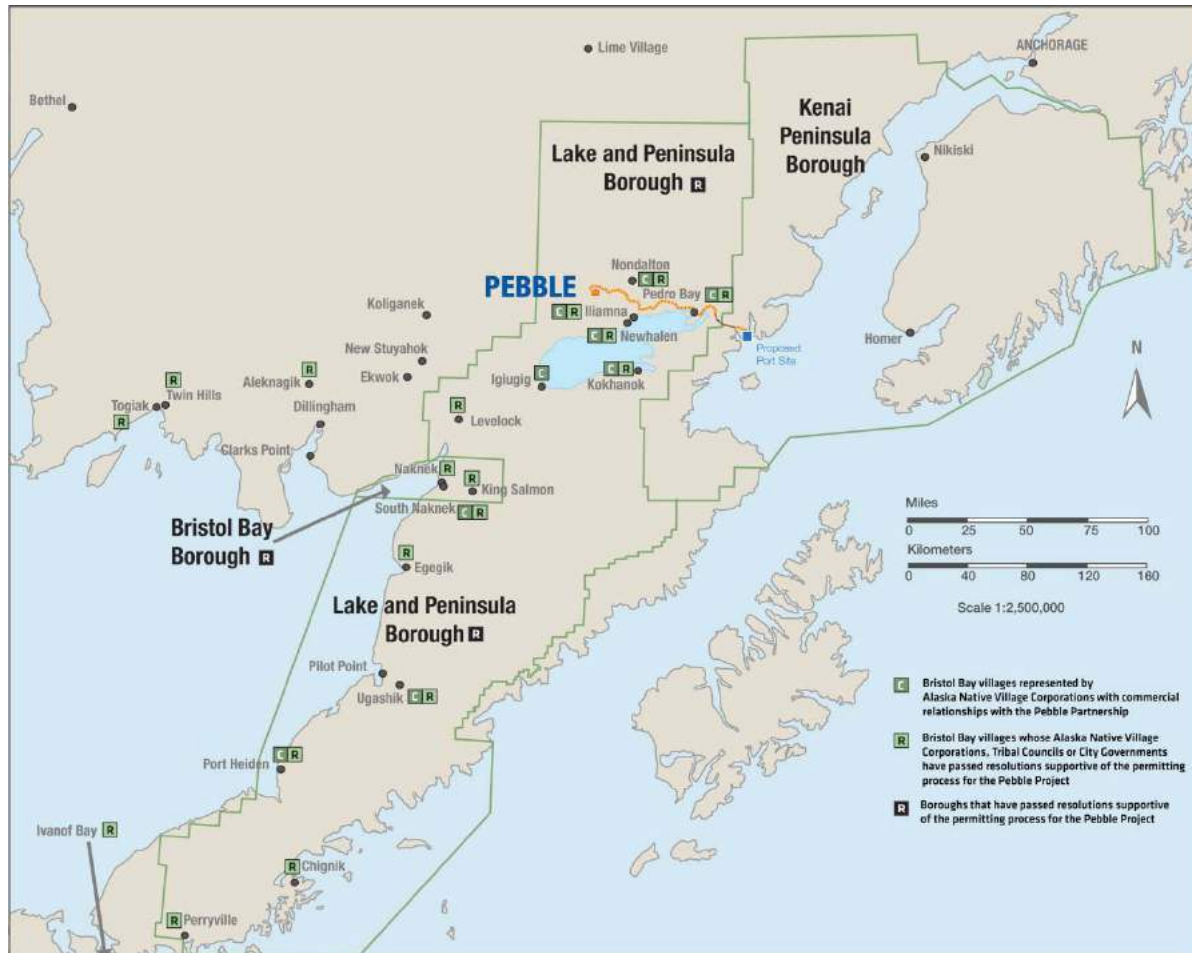 Lime Village
ANCHORAGE
Bethel
Kenai
Peninsula
Borough
Lake and Peninsula
Borough R
Nikiski
Nondalton
C R
PEBBLE
Pedro Bay
C R
Koliganek
C R
Iliamna
C R
Newhalen
Proposed
Port Site
Homer
N
New Stuyahok
Ekwok
Igiugig
C
C R
Kokhanok
R
Aleknagik
R
Twin Hills
Togiak
R
Dillingham
R
Levelock
Clarks Point
Naknek
R
R
King Salmon
South Naknek
C R
Bristol Bay
Borough R
Miles
0 25 50 75 100
Kilometers
0 40 80 120 160
Scale 1:2,500,000
R
Egegik
Lake and Peninsula
Borough R
Pilot Point
Ugashik
C R
C R
Port Heiden
C
Bristol Bay villages represented by
Alaska Native Village Corporations with commercial
relationships with the Pebble Partnership
R
Bristol Bay villages whose Alaska Native Village
Corporations, Tribal Councils or City Governments
have passed resolutions supportive of the permitting
process for the Pebble Project
R
Boroughs that have passed resolutions supportive
of the permitting process for the Pebble Project
Ivanof Bay R
R
Chignik
R
Perryville